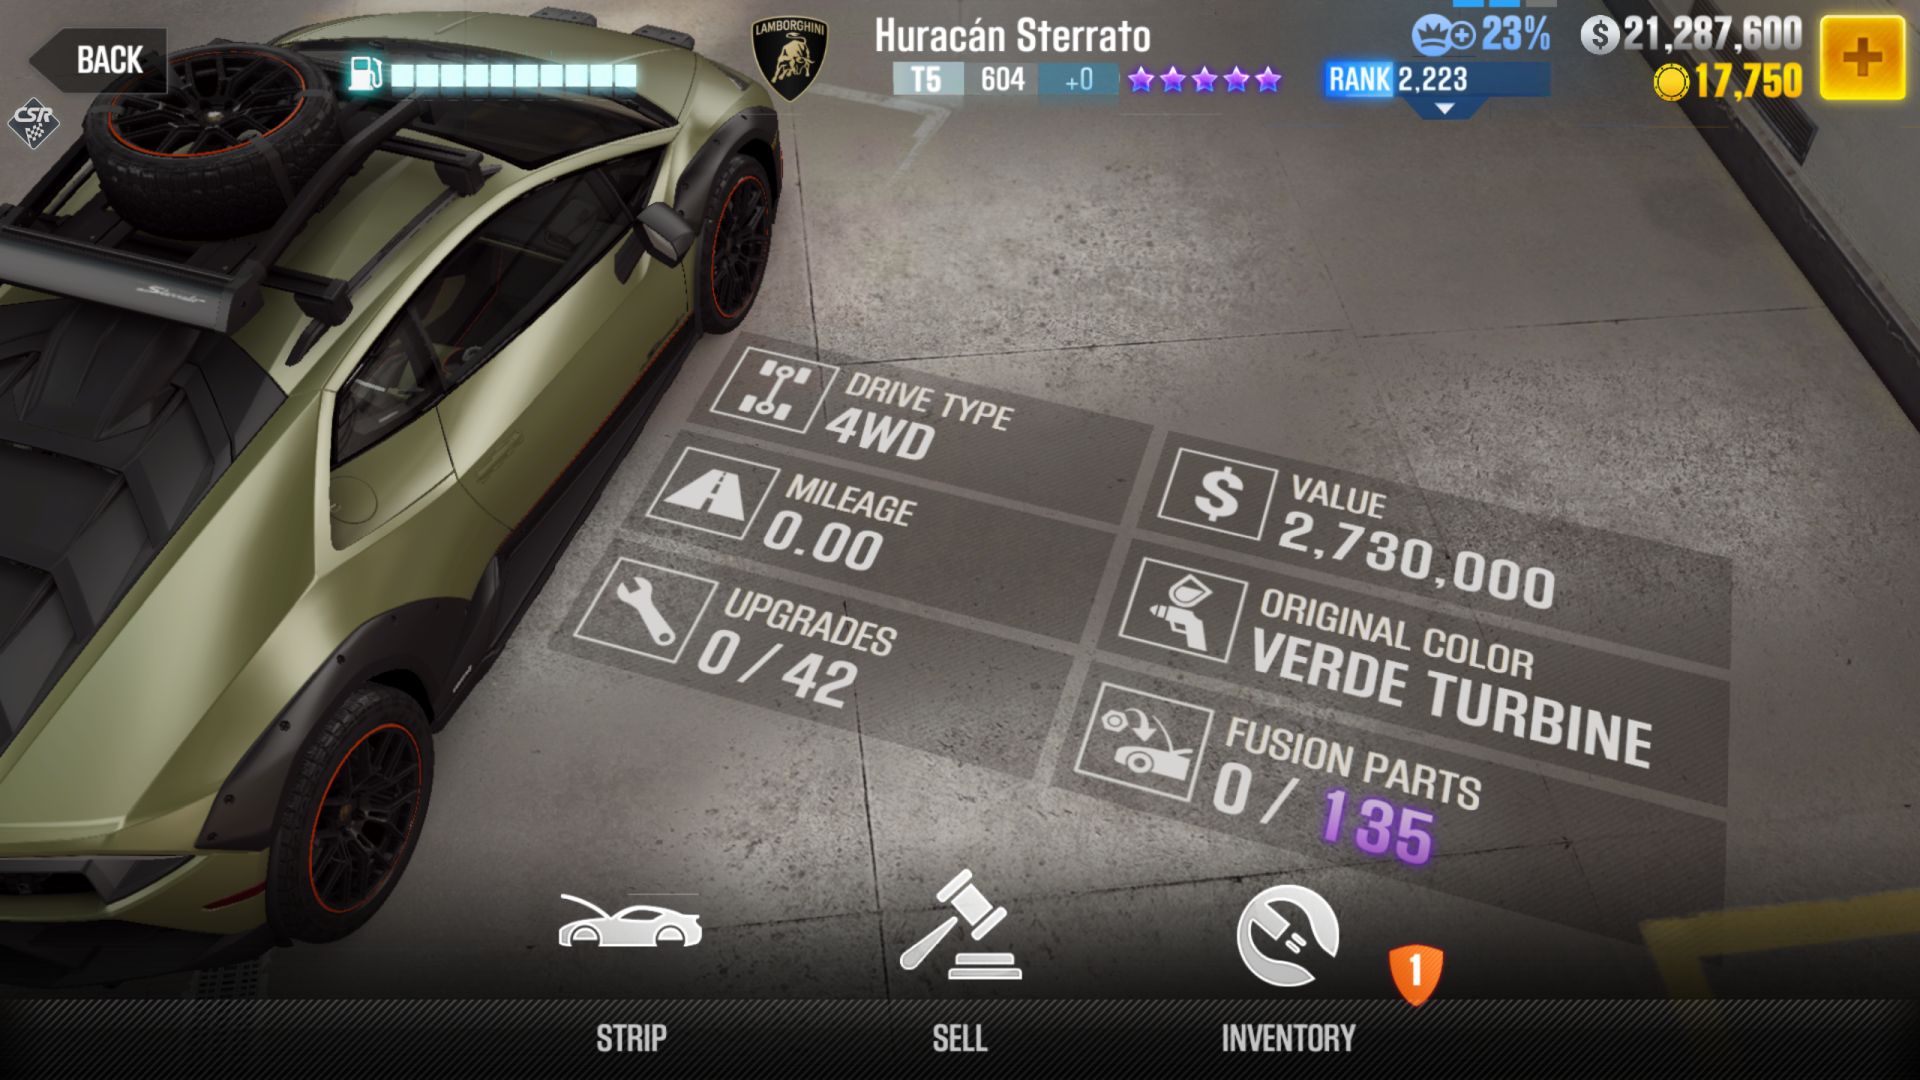 BACK
CSR
LAMBORGHINI
Huracán Sterrato
T5 604 +0
RANK 2,223
23%
21,287,600
17,750
Sterrato
DRIVE TYPE
4WD
MILEAGE
0.00
UPGRADES
0 / 42
VALUE
2,730,000
ORIGINAL COLOR
VERDE TURBINE
FUSION PARTS
0 / 135
STRIP
SELL
INVENTORY
1